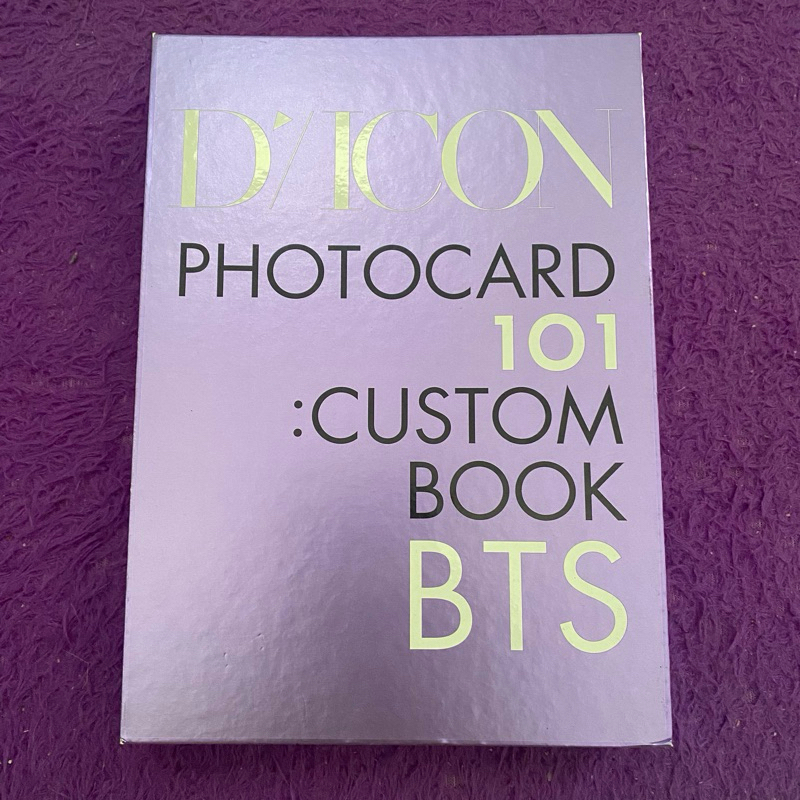 D'/ICON
PHOTOCARD
101
:CUSTOM
BOOK
BTS